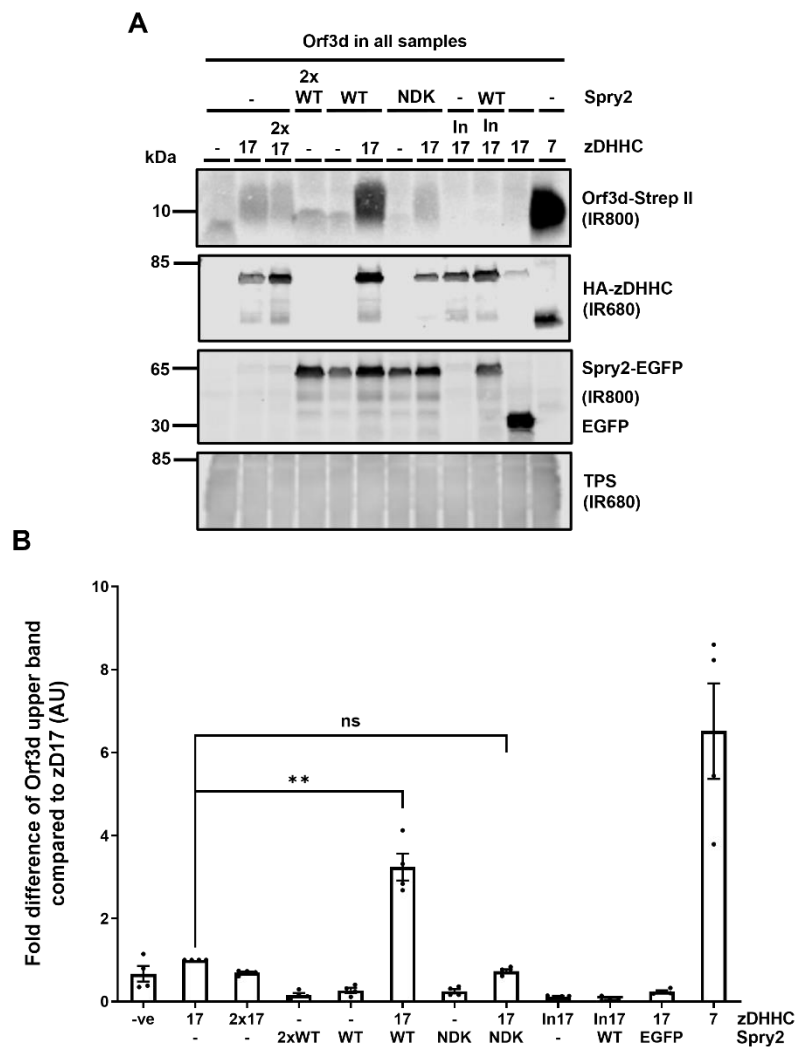 A
Orf3d in all samples
- 2x WT WT NDK - WT - Spry2
- 17 2x 17 - - 17 - 17 In 17 In 17 17 7 zDHHC
kDa
10 Orf3d-Strep II
(IR800)
85
HA-zDHHC
(IR680)
65 Spry2-EGFP
(IR800)
30 EGFP
85
TPS
(IR680)
B
Fold difference of Orf3d upper band
compared to zD17 (AU)
10
8
6
4
2
0
ns
**
-ve 17 2x17 - - 17 - 17 In17 In17 17 7 zDHHC
- - 2xWT WT WT NDK NDK - WT EGFP Spry2